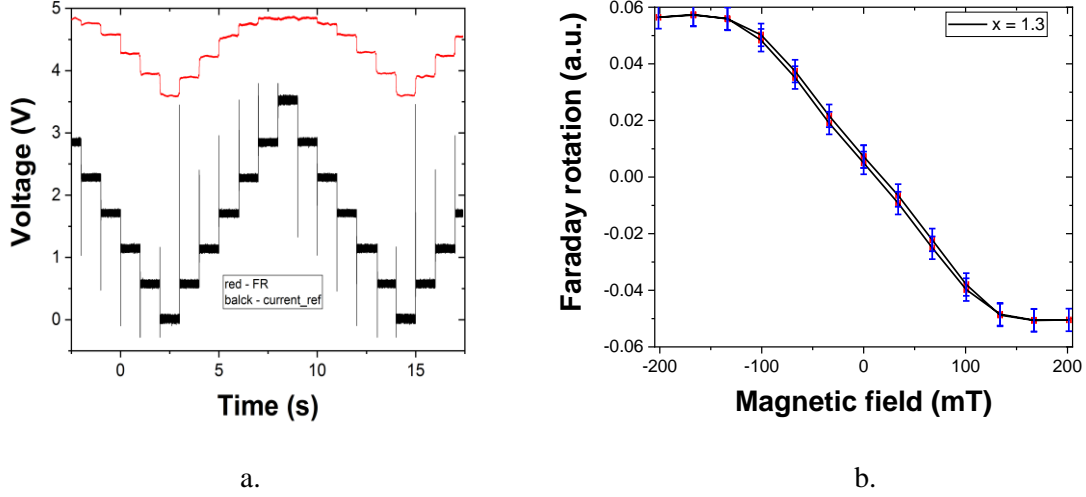 5
4
3
2
1
0
Voltage (V)
red - FR
balck - current_ref
0 5 10 15
Time (s)
a.
0.06
0.04
0.02
0.00
-0.02
-0.04
-0.06
Faraday rotation (a.u.)
x = 1.3
-200 -100 0 100 200
Magnetic field (mT)
b.